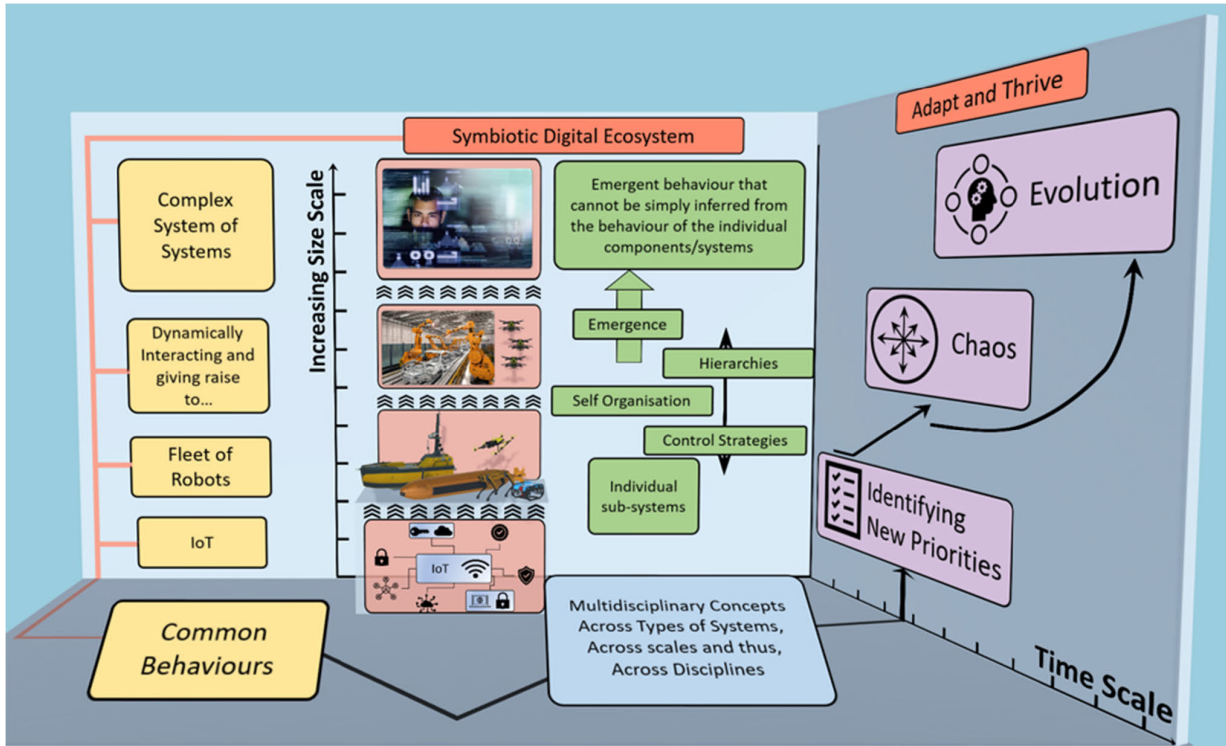 Symbiotic Digital Ecosystem
Adapt and Thrive
Complex
System of
Systems
Dynamically
Interacting and
giving raise
to...
Fleet of
Robots
IoT
Common
Behaviours
Increasing Size Scale
IoT
Emergent behaviour that
cannot be simply inferred from
the behaviour of the individual
components/systems
Emergence
Hierarchies
Self Organisation
Control Strategies
Individual
sub-systems
Multidisciplinary Concepts
Across Types of Systems,
Across scales and thus,
Across Disciplines
Evolution
Chaos
Identifying
New Priorities
Time Scale